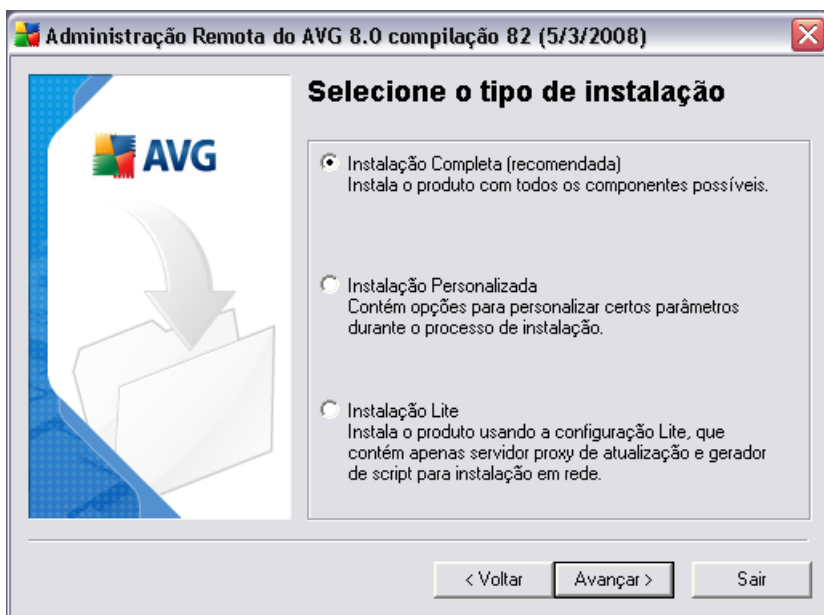 Administração Remota do AVG 8.0 compilação 82 (5/3/2008)
AVG
Selecione o tipo de instalação
Instalação Completa (recomendada)
Instala o produto com todos os componentes possíveis.
Instalação Personalizada
Contém opções para personalizar certos parâmetros
durante o processo de instalação.
Instalação Lite
Instala o produto usando a configuração Lite, que
contém apenas servidor proxy de atualização e gerador
de script para instalação em rede.
< Voltar
Avançar >
Sair